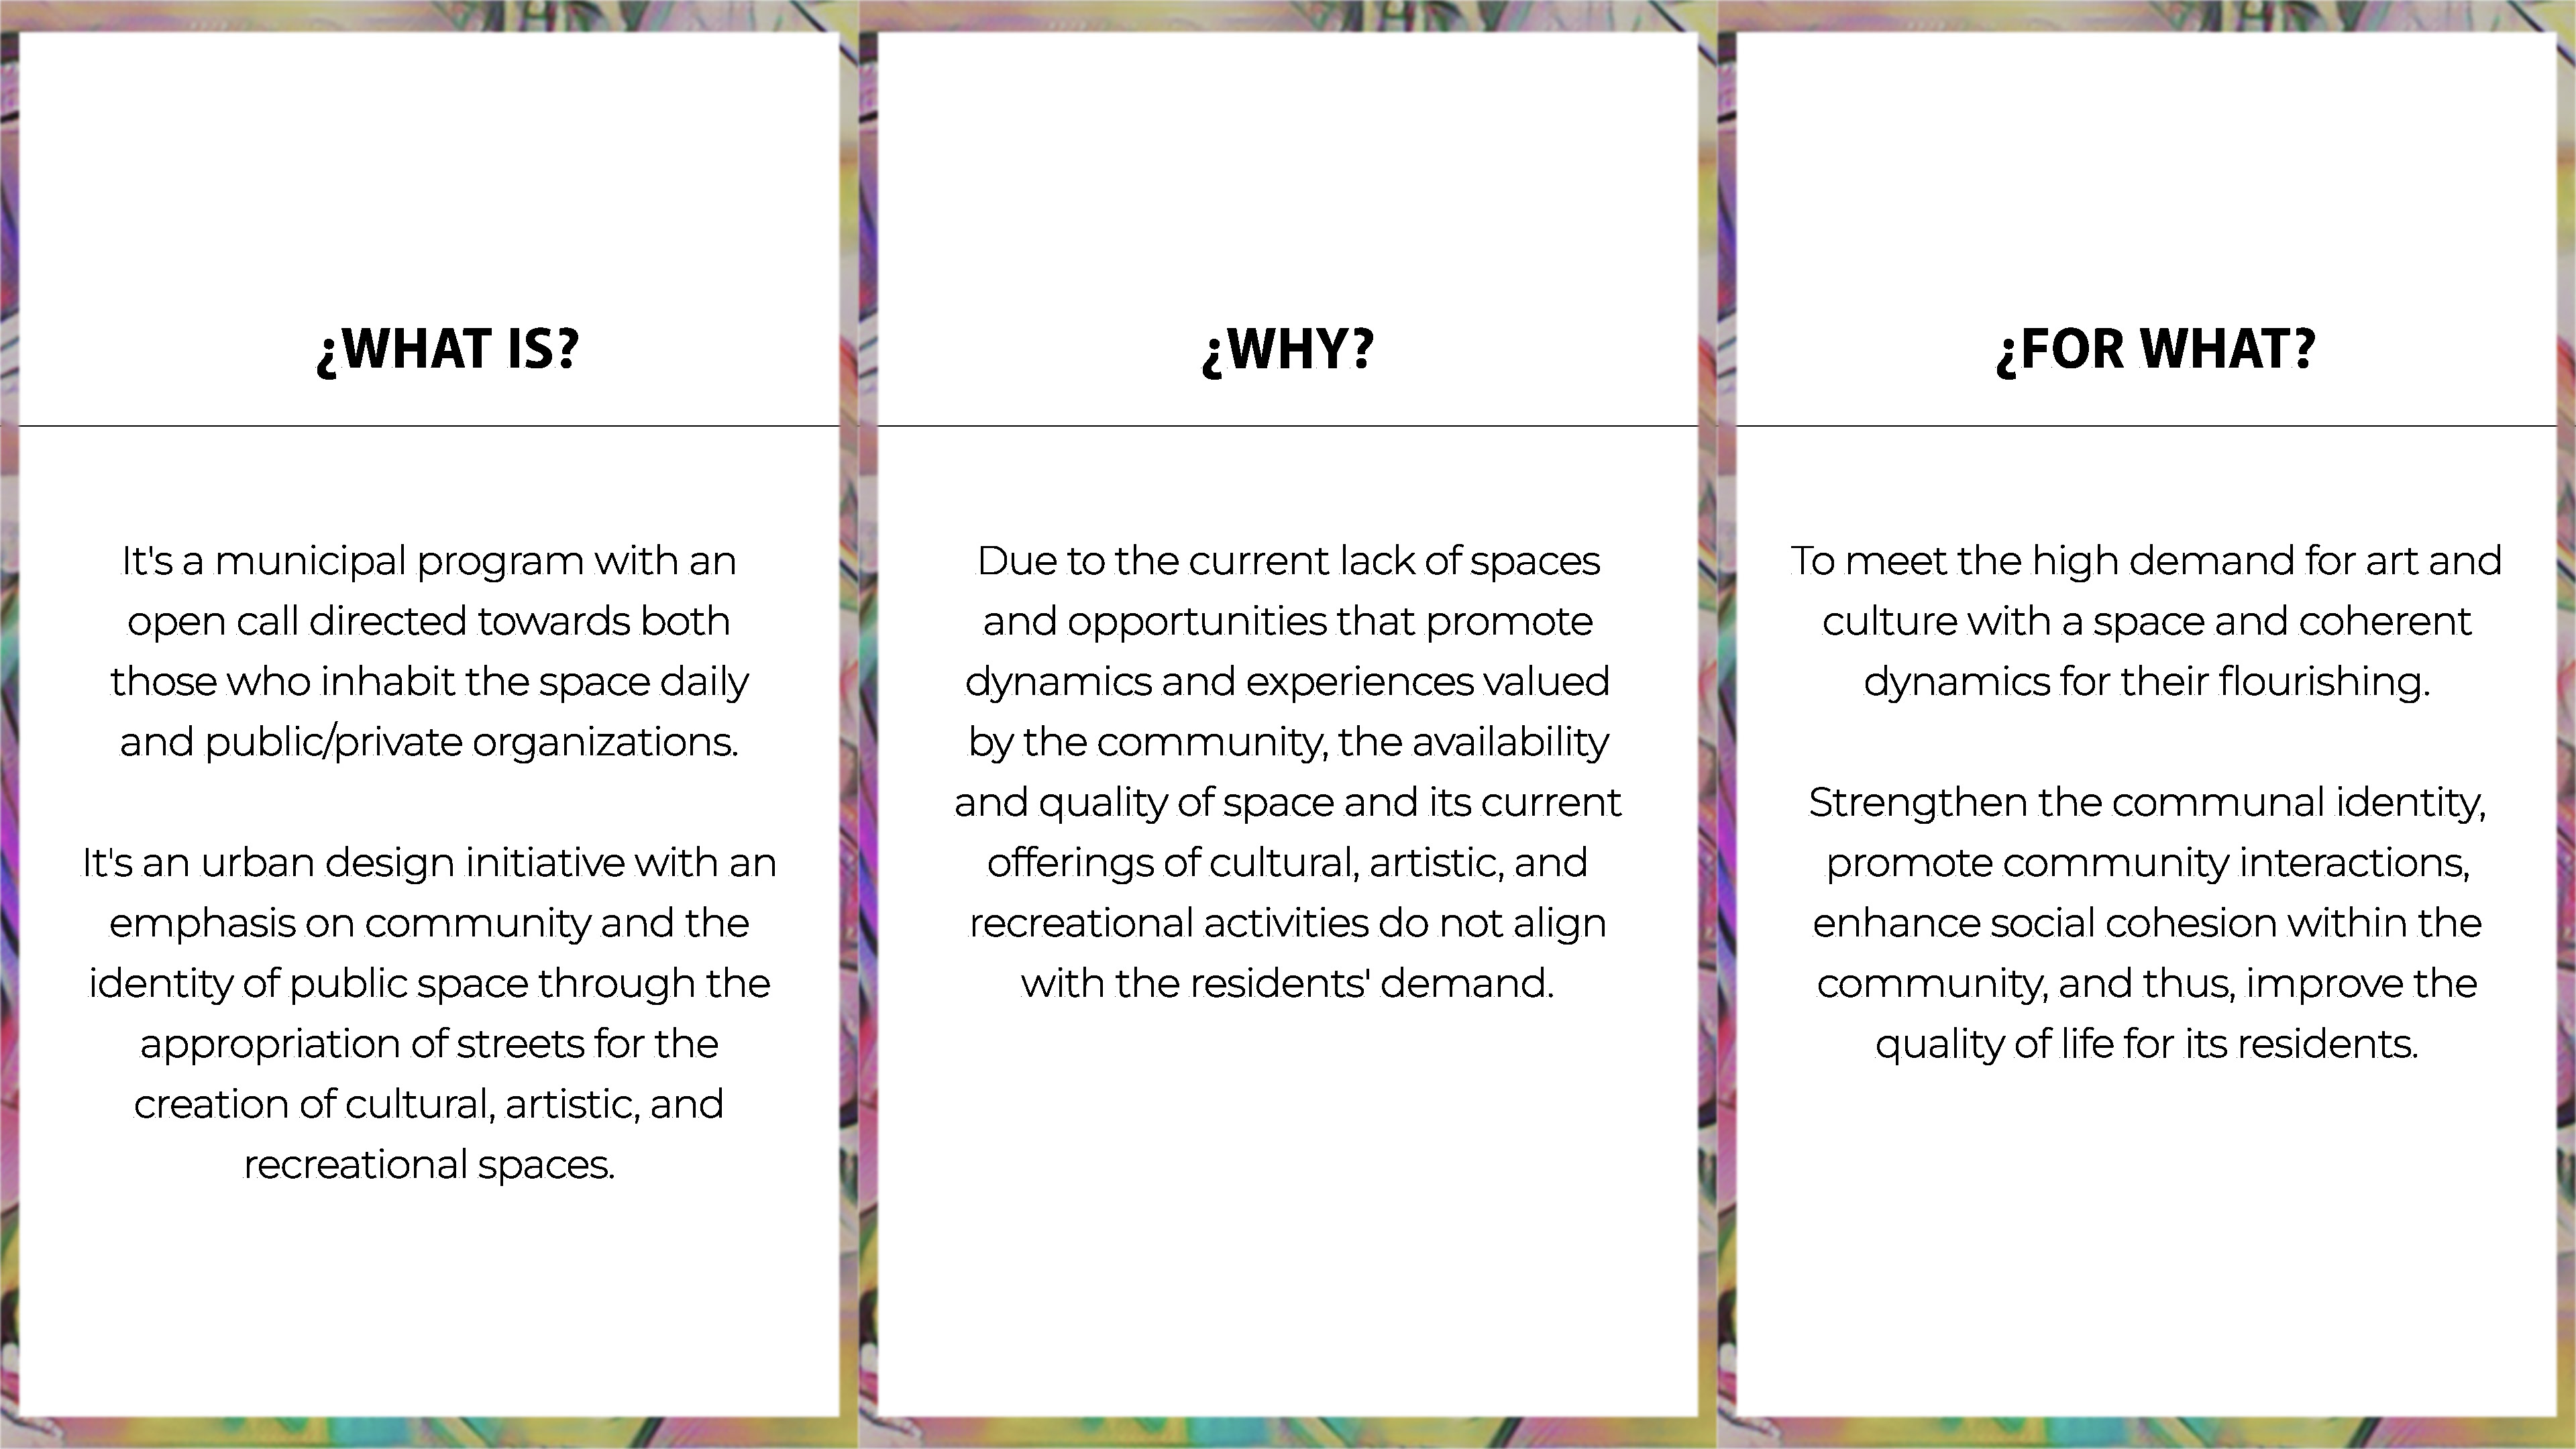 ¿WHAT IS?
It's a municipal program with an
open call directed towards both
those who inhabit the space daily
and public/private organizations.
It's an urban design initiative with an
emphasis on community and the
identity of public space through the
appropriation of streets for the
creation of cultural, artistic, and
recreational spaces.
¿WHY?
Due to the current lack of spaces
and opportunities that promote
dynamics and experiences valued
by the community, the availability
and quality of space and its current
offerings of cultural, artistic, and
recreational activities do not align
with the residents' demand.
¿FOR WHAT?
To meet the high demand for art and
culture with a space and coherent
dynamics for their flourishing.
Strengthen the communal identity,
promote community interactions,
enhance social cohesion within the
community, and thus, improve the
quality of life for its residents.